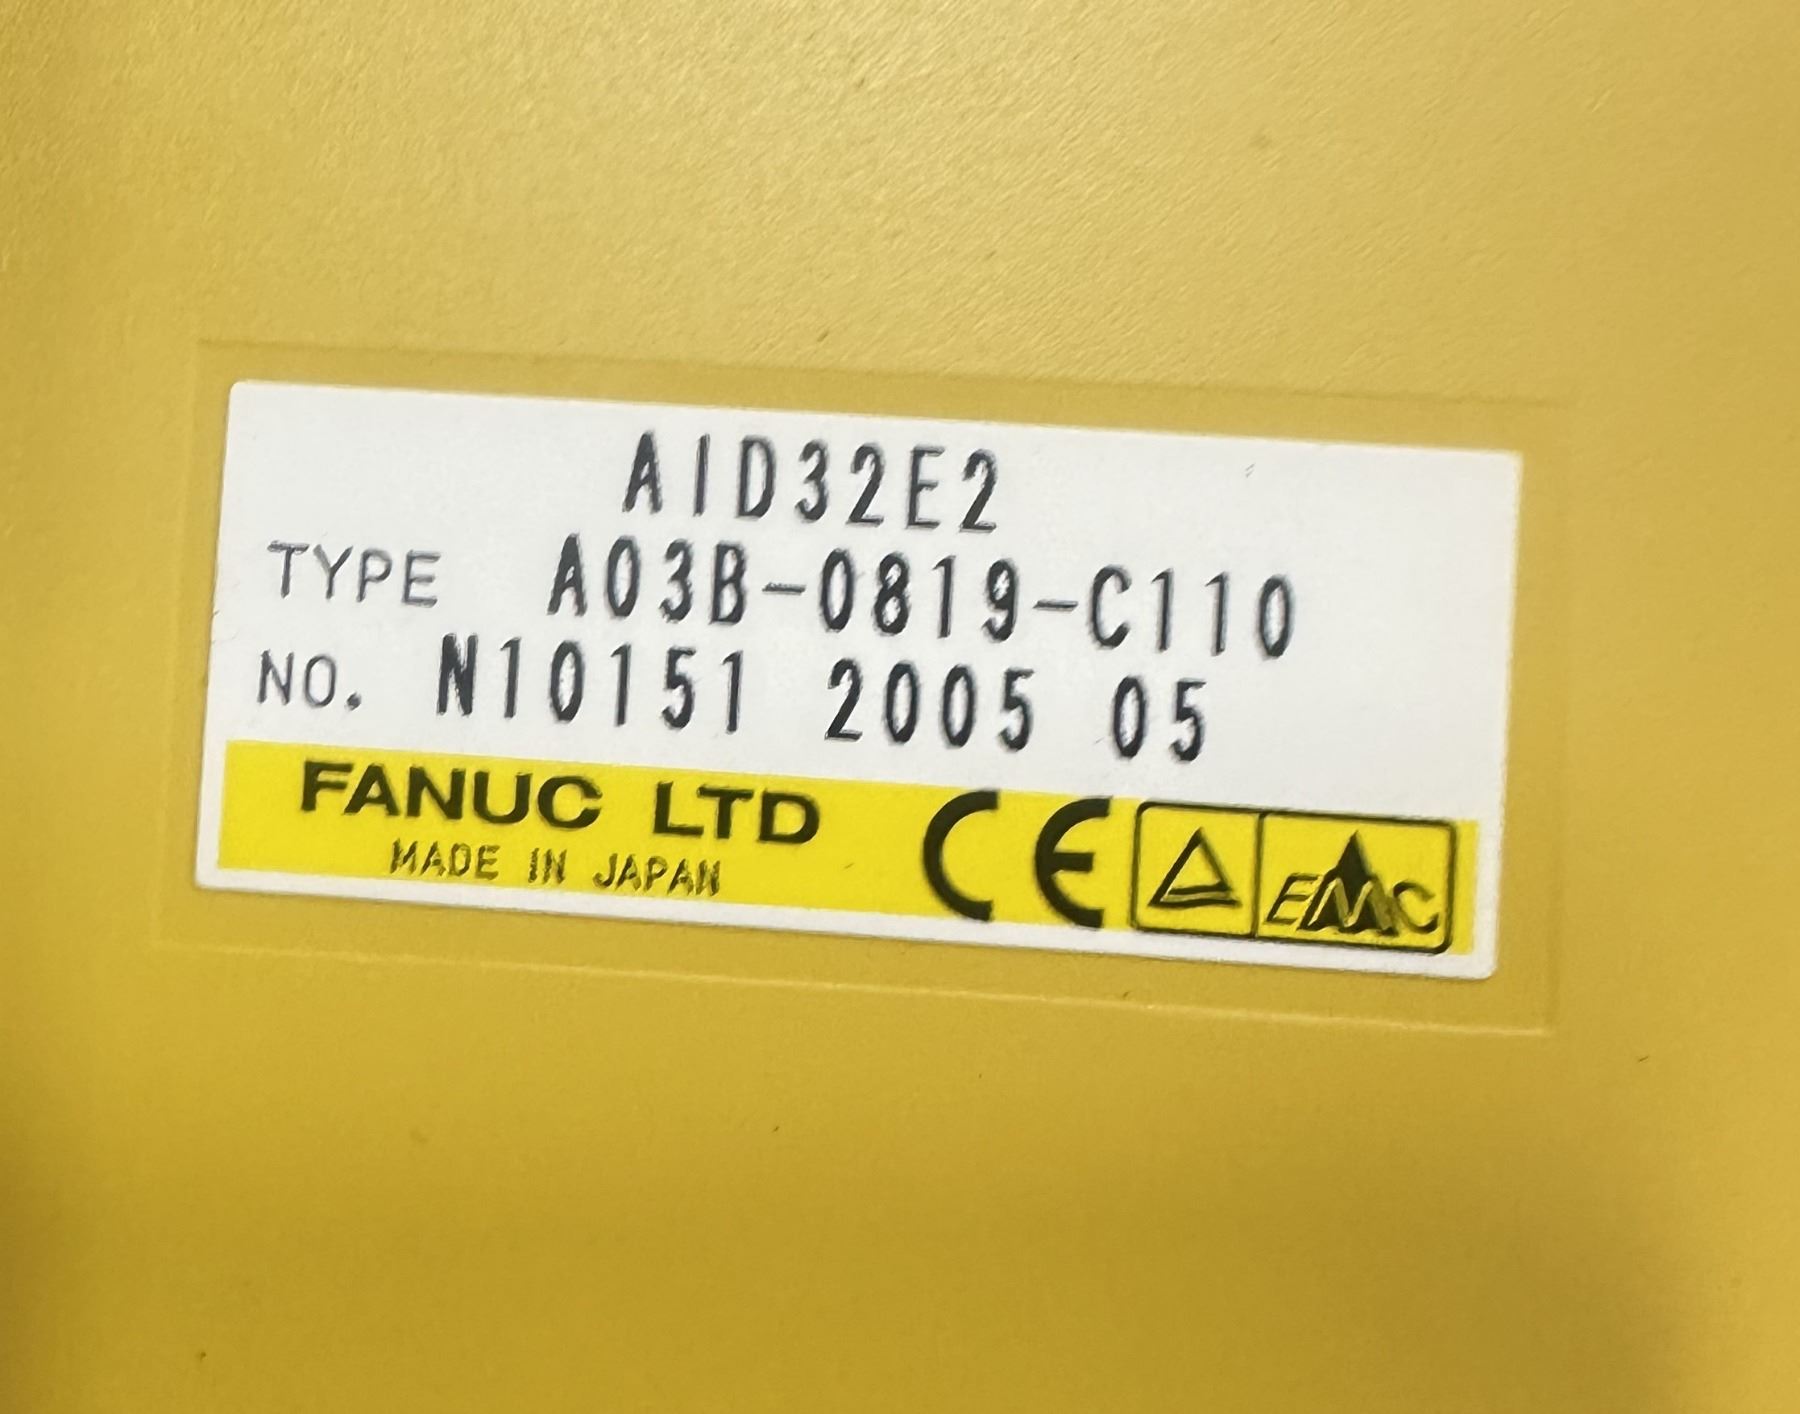 AID32E2
TYPE A03B-0819-C110
NO. N10151 2005 05
FANUC LTD
MADE IN JAPAN
CE
EMC